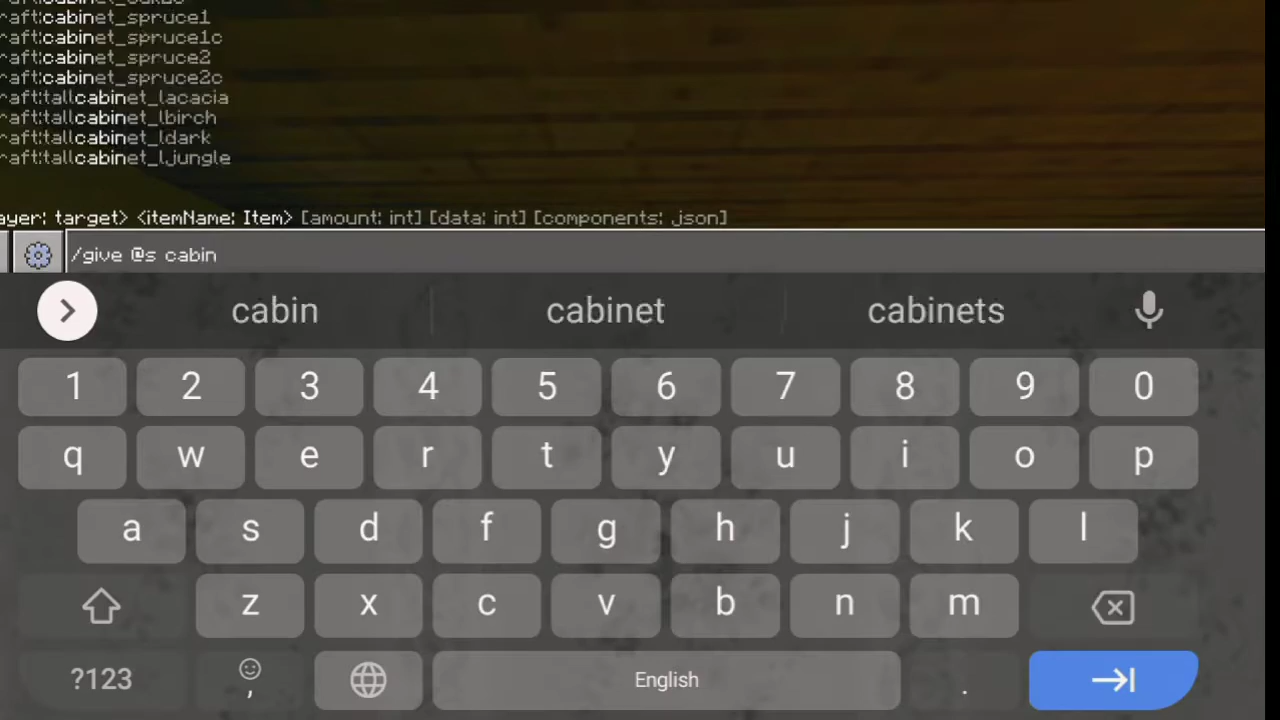 raft:cabinet_spruce1
raft:cabinet_spruce1c
raft:cabinet_spruce2
raft:cabinet_spruce2c
raft:tallcabinet_lacacia
raft:tallcabinet_lbirch
raft:tallcabinet_ldark
raft:tallcabinet_ljungle
ayer: target> <itemName: Item> [amount: int] [data: int] [components: json]
/give @s cabin
cabin cabinet cabinets
1 2 3 4 5 6 7 8 9 0
q w e r t y u i o p
a s d f g h j k l
z x c v b n m
?123 , English .